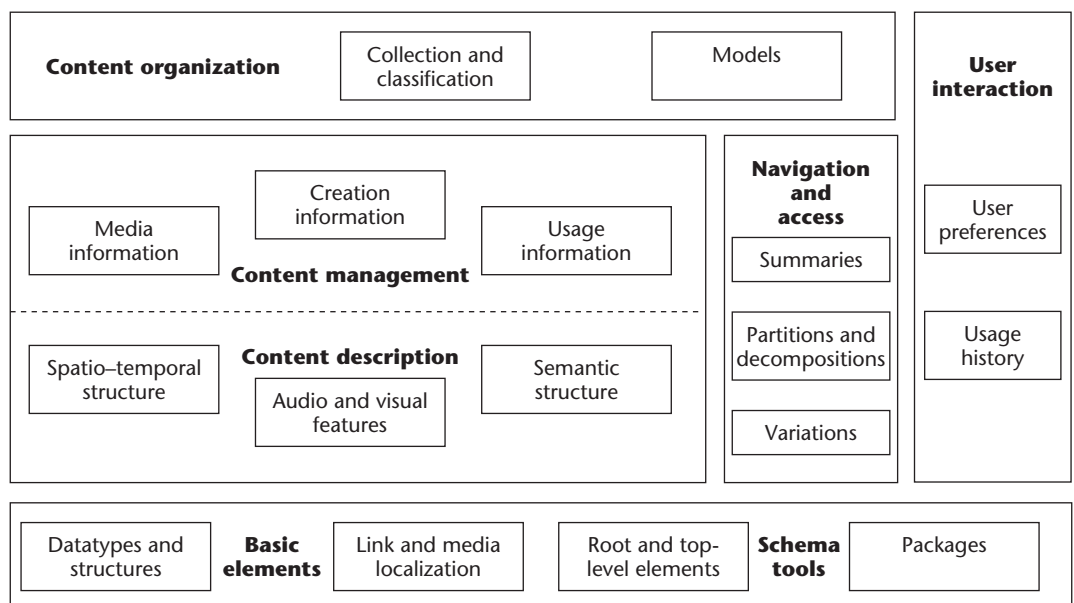 Content organization
Collection and
classification
Models
User
interaction
User
preferences
Usage
history
Media
information
Creation
information
Usage
information
Content management
Navigation
and
access
Summaries
Partitions and
decompositions
Variations
Spatio–temporal
structure
Content description
Audio and visual
features
Semantic
structure
Datatypes and
structures
Basic
elements
Link and media
localization
Root and top-
level elements
Schema
tools
Packages